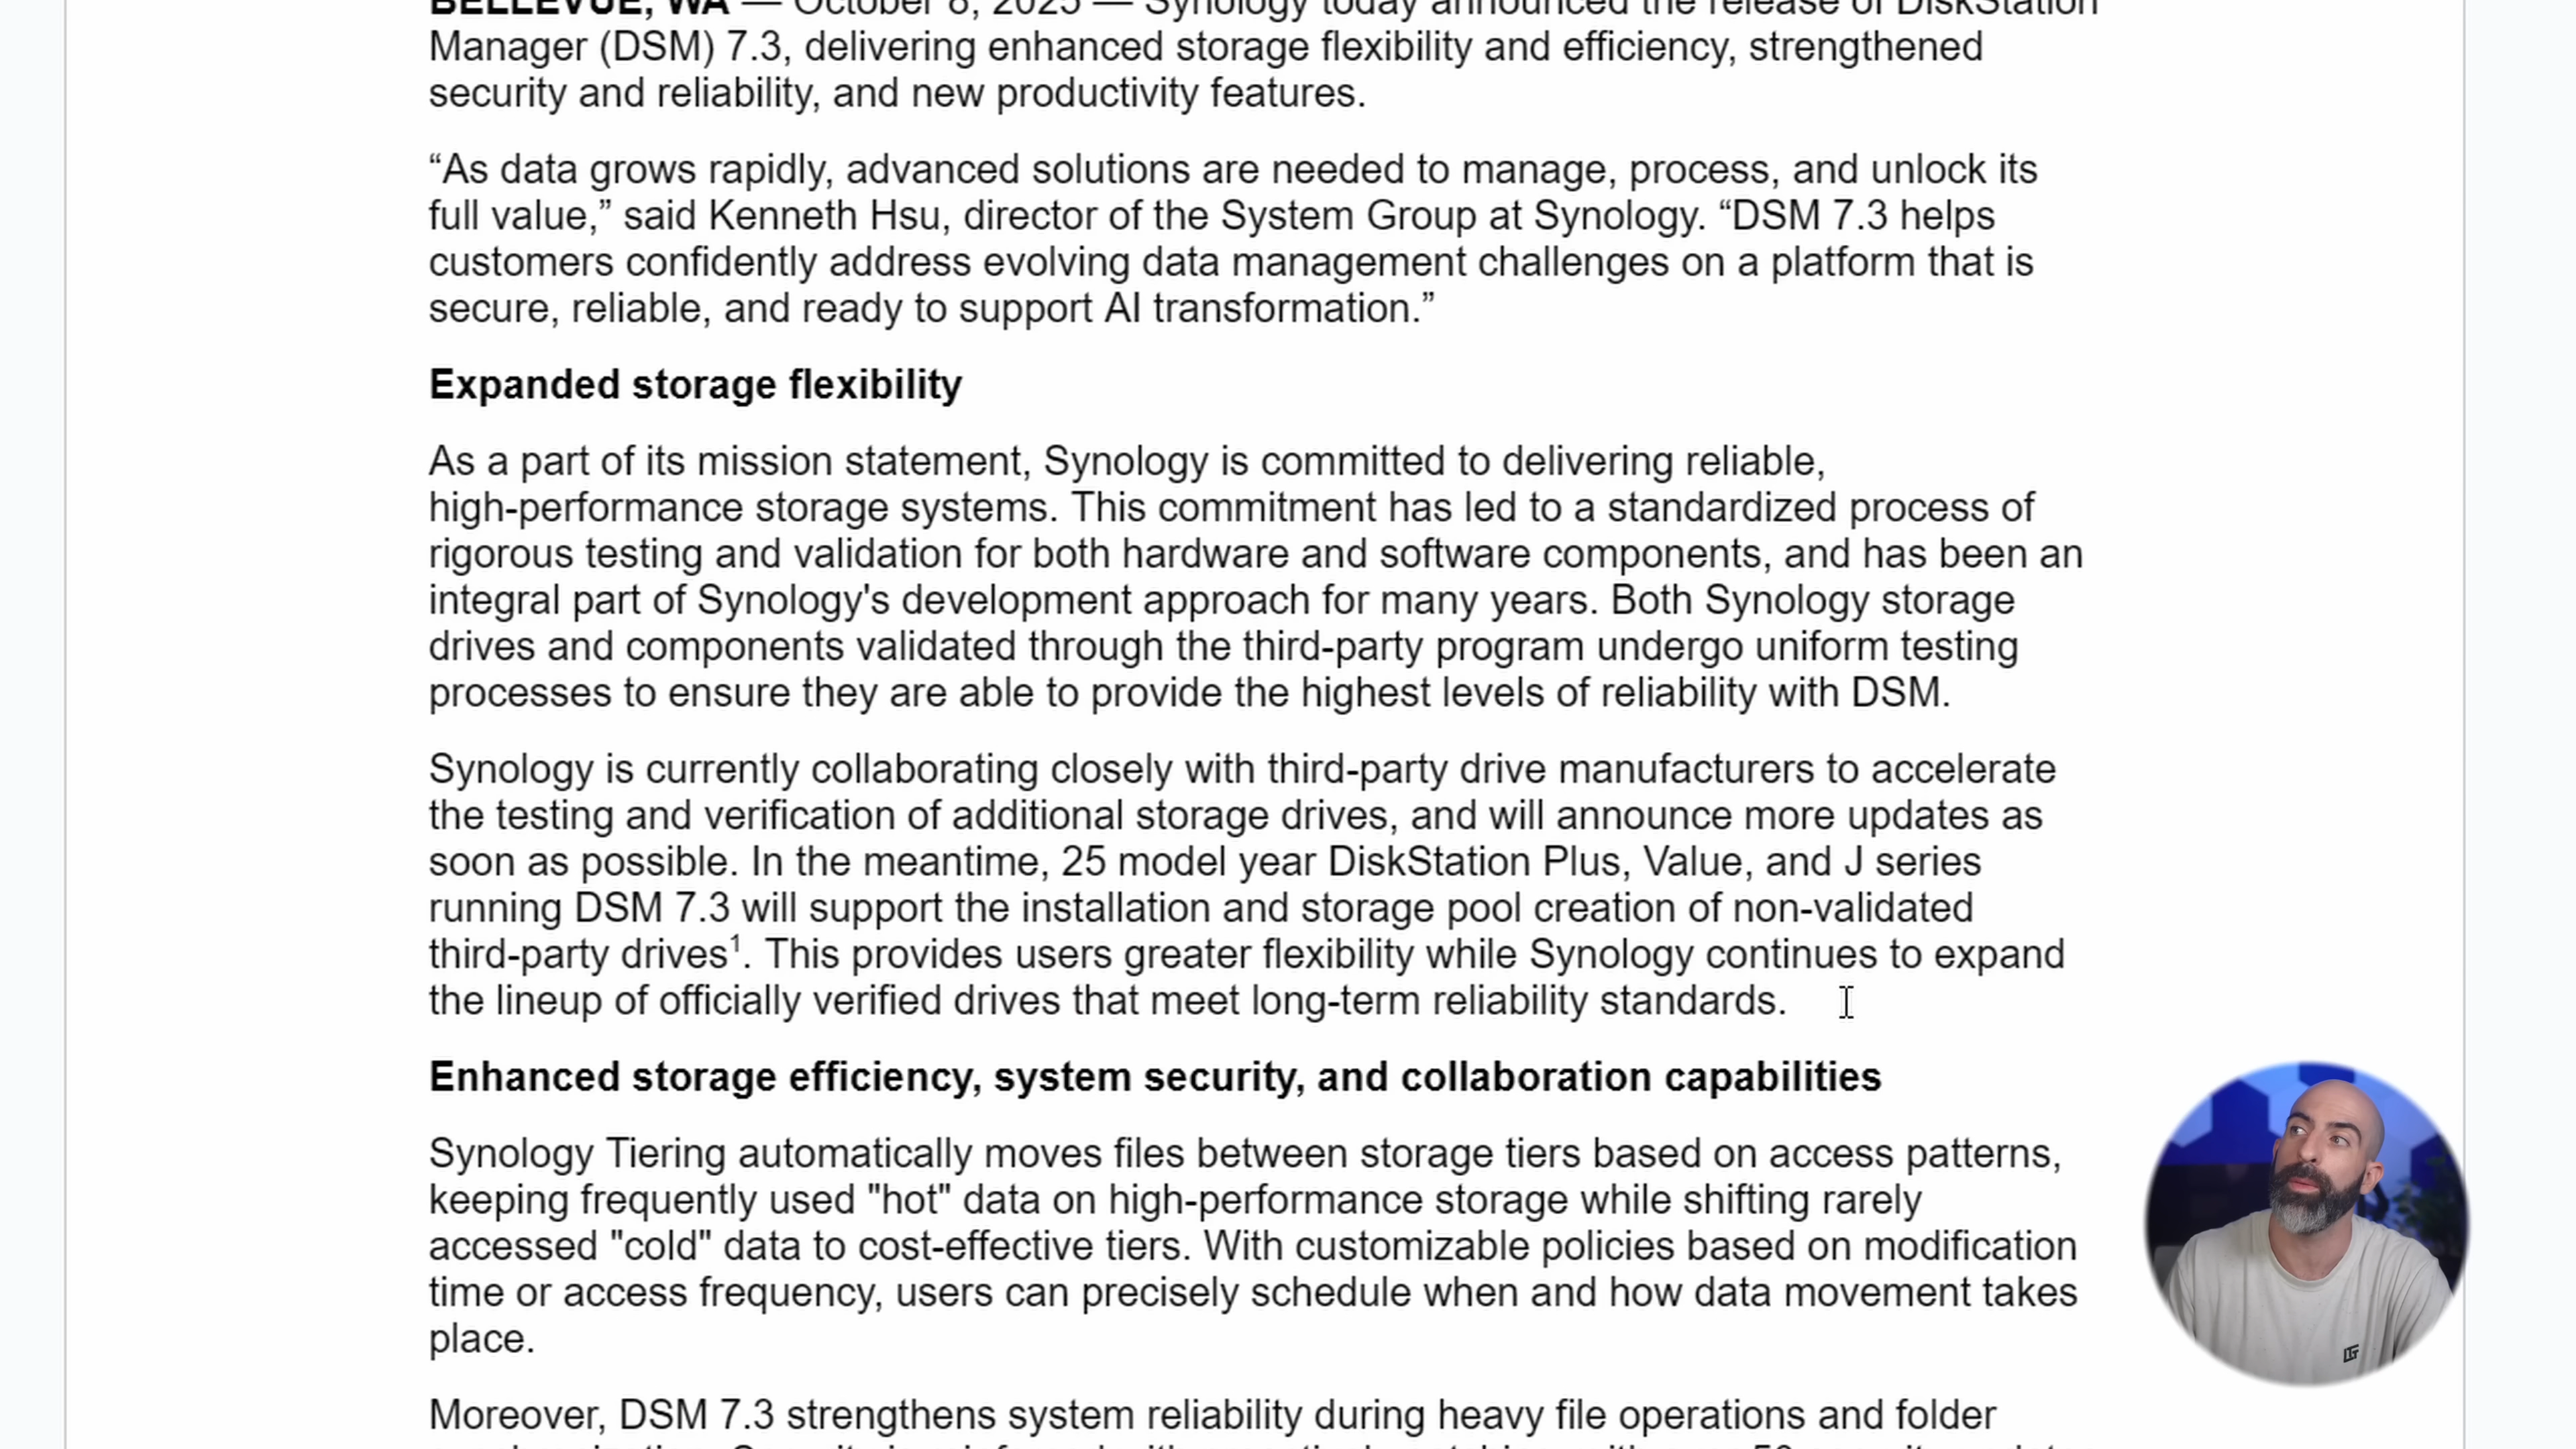 BELLEVUE, WA — October 8, 2025 — Synology today announced the release of DiskStation
Manager (DSM) 7.3, delivering enhanced storage flexibility and efficiency, strengthened
security and reliability, and new productivity features.
“As data grows rapidly, advanced solutions are needed to manage, process, and unlock its
full value,” said Kenneth Hsu, director of the System Group at Synology. “DSM 7.3 helps
customers confidently address evolving data management challenges on a platform that is
secure, reliable, and ready to support AI transformation.”
Expanded storage flexibility
As a part of its mission statement, Synology is committed to delivering reliable,
high-performance storage systems. This commitment has led to a standardized process of
rigorous testing and validation for both hardware and software components, and has been an
integral part of Synology's development approach for many years. Both Synology storage
drives and components validated through the third-party program undergo uniform testing
processes to ensure they are able to provide the highest levels of reliability with DSM.
Synology is currently collaborating closely with third-party drive manufacturers to accelerate
the testing and verification of additional storage drives, and will announce more updates as
soon as possible. In the meantime, 25 model year DiskStation Plus, Value, and J series
running DSM 7.3 will support the installation and storage pool creation of non-validated
third-party drives¹. This provides users greater flexibility while Synology continues to expand
the lineup of officially verified drives that meet long-term reliability standards.
Enhanced storage efficiency, system security, and collaboration capabilities
Synology Tiering automatically moves files between storage tiers based on access patterns,
keeping frequently used "hot" data on high-performance storage while shifting rarely
accessed "cold" data to cost-effective tiers. With customizable policies based on modification
time or access frequency, users can precisely schedule when and how data movement takes
place.
Moreover, DSM 7.3 strengthens system reliability during heavy file operations and folder